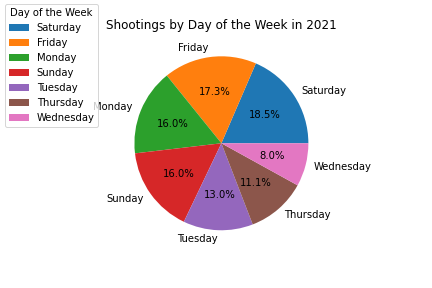 Day of the Week
Saturday
Friday
Monday
Sunday
Tuesday
Thursday
Wednesday
Shootings by Day of the Week in 2021
Friday
Saturday
Monday
Sunday
Tuesday
Thursday
Wednesday
17.3%
18.5%
16.0%
16.0%
13.0%
11.1%
8.0%